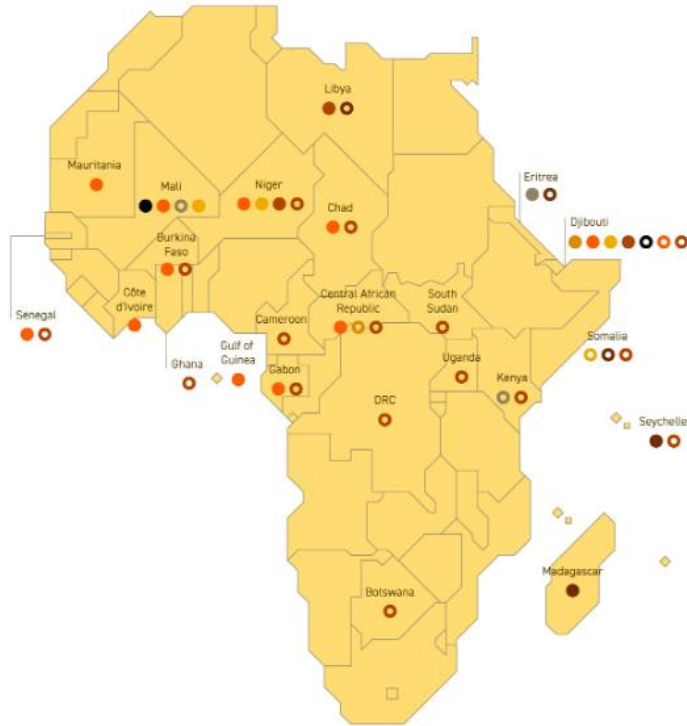 Libya
Mauritania
Mali
Niger
Chad
Eritrea
Djibouti
Burkina
Faso
Côte
d'Ivoire
Senegal
Ghana
Gulf of
Guinea
Cameroon
Gabon
Central African
Republic
South
Sudan
Uganda
Kenya
Somalia
DRC
Seychelle
Madagascar
Botswana